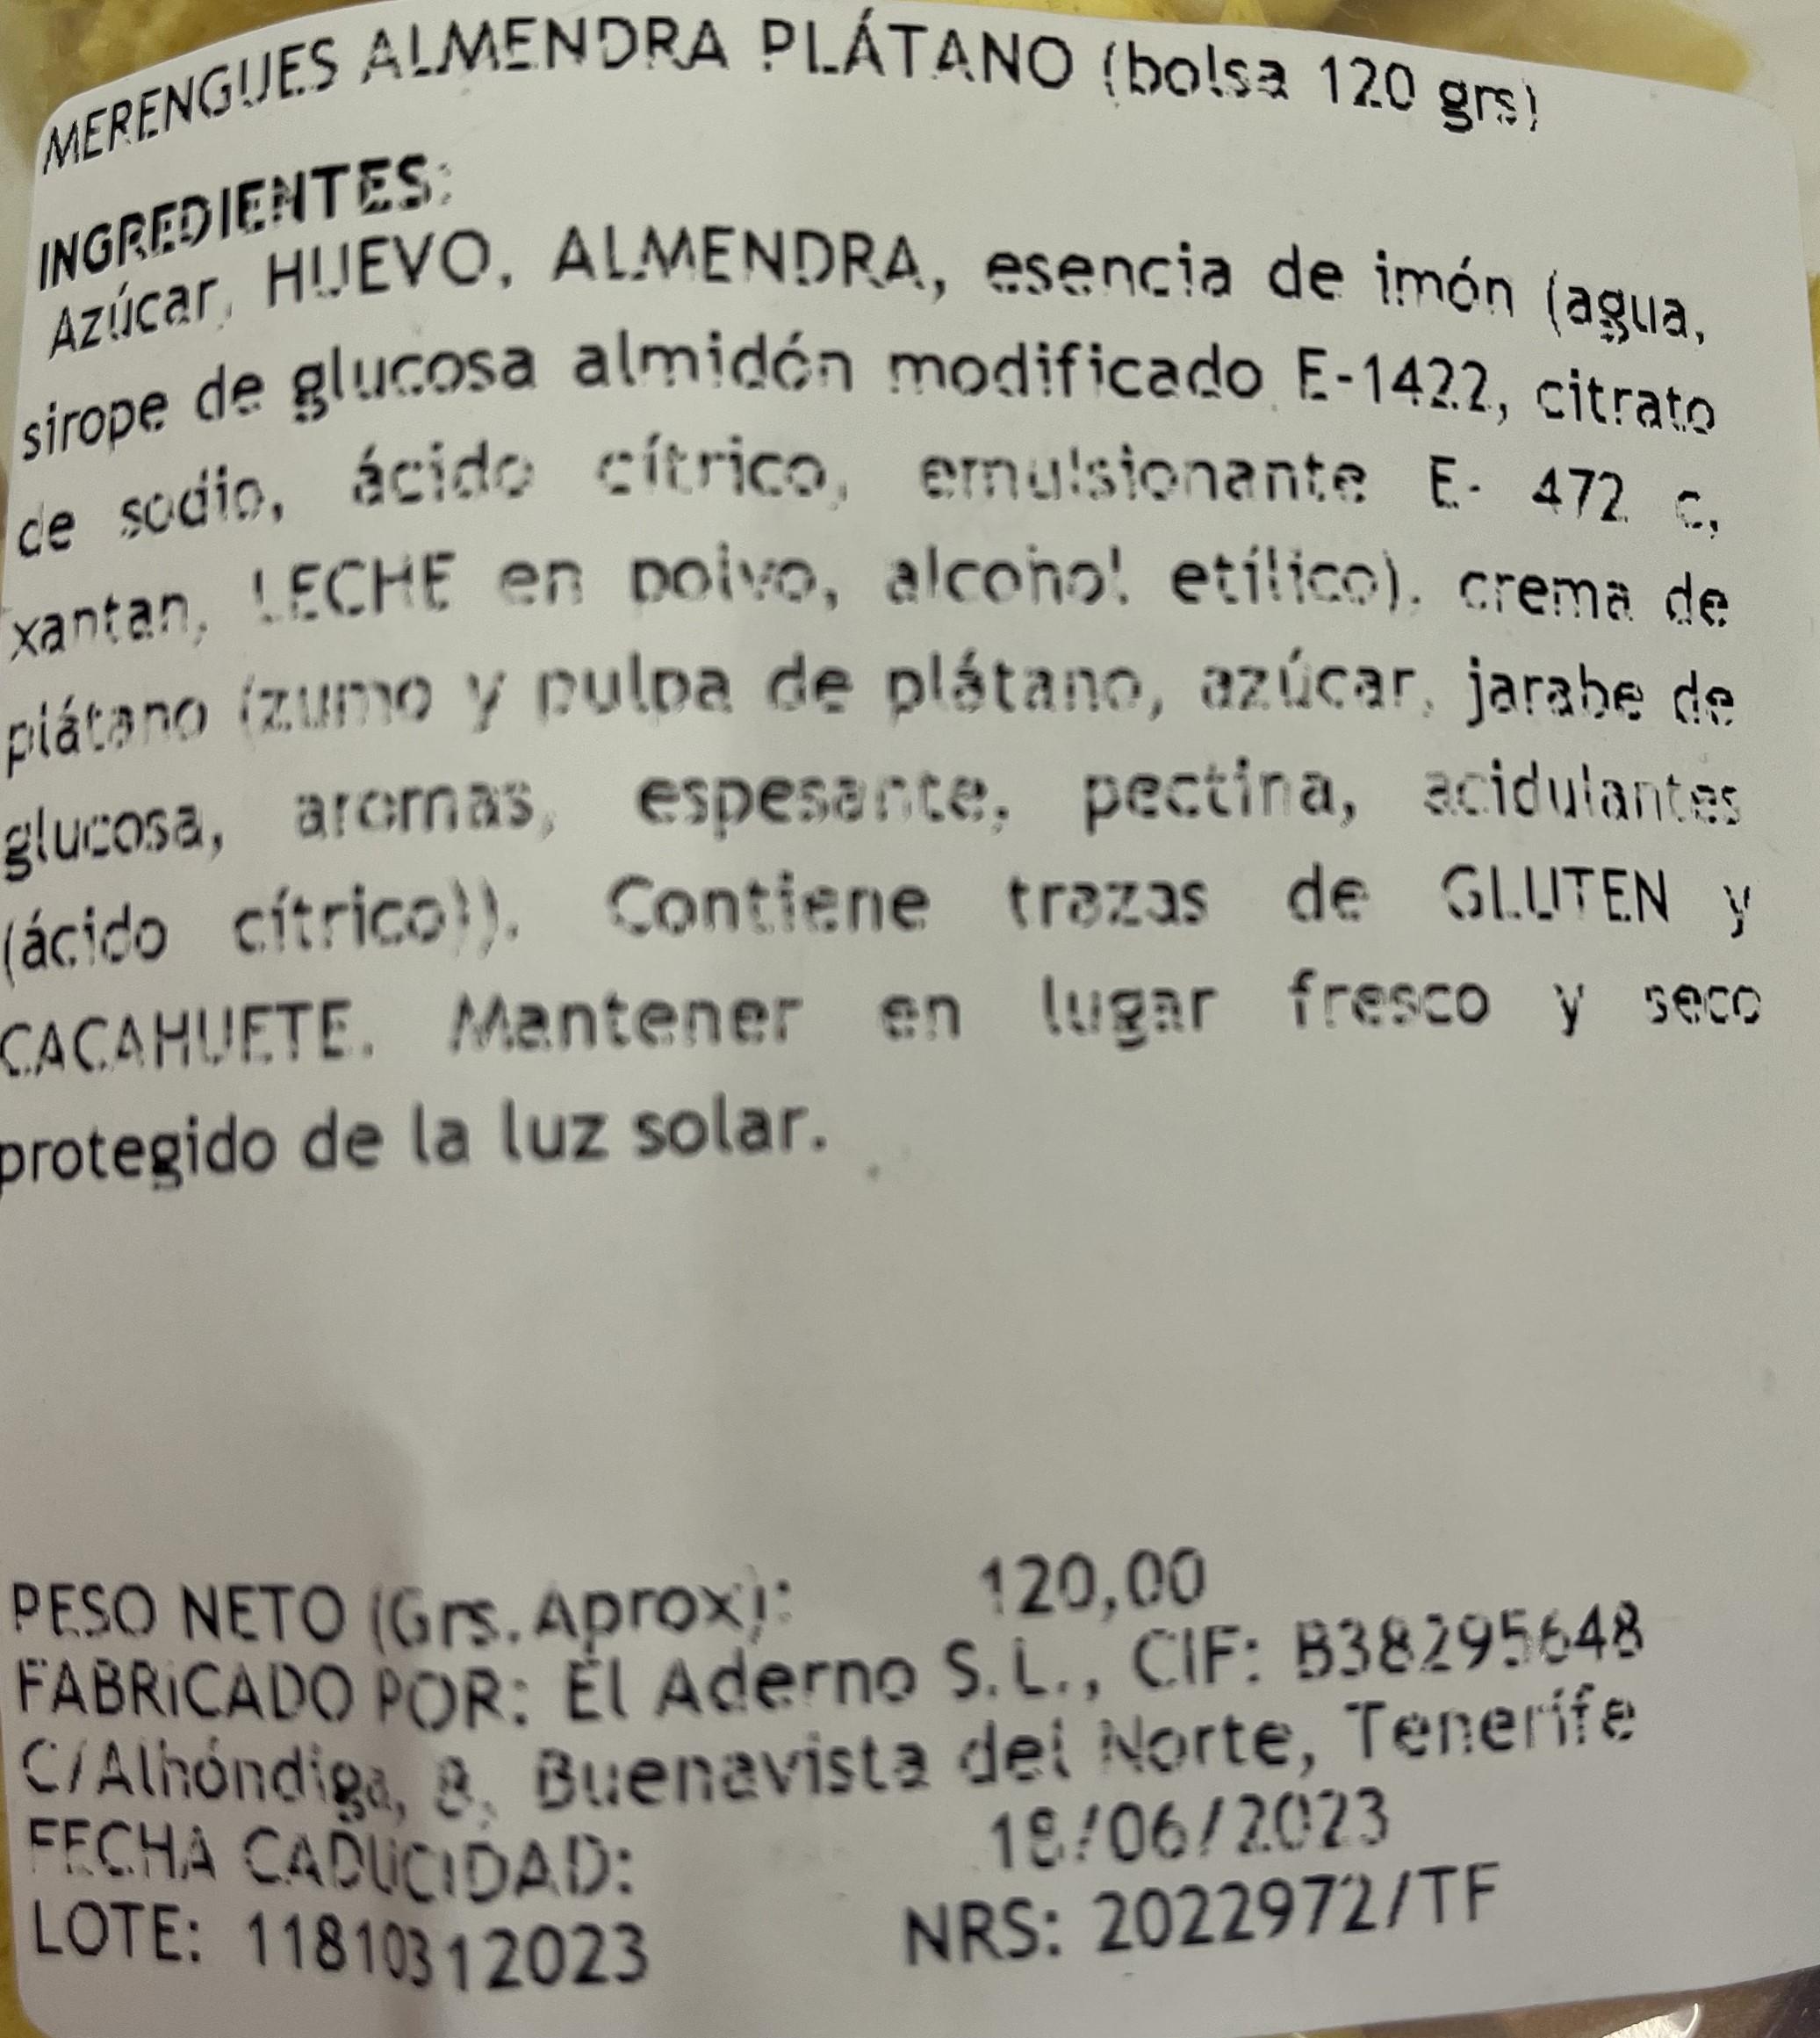 MERENGUES ALMENDRA PLÁTANO (bolsa 120 grs)
INGREDIENTES:
Azúcar, HUEVO, ALMENDRA, esencia de imón (agua,
sirope de glucosa almidón modificado E-1422, citrato
de sodio, ácido cítrico, emulsionante E- 472 c,
xantan, LECHE en polvo, alcohol etílico), crema de
plátano (zumo y pulpa de plátano, azúcar, jarabe de
glucosa, aromas, espesante, pectina, acidulantes
(ácido cítrico)). Contiene trazas de GLUTEN y
CACAHUETE. Mantener en lugar fresco y seco
protegido de la luz solar.
PESO NETO (Grs. Aprox): 120,00
FABRICADO POR: El Aderno S.L., CIF: B38295648
C/Alhóndiga, 8, Buenavista del Norte, Tenerife
FECHA CADUCIDAD: 18/06/2023
LOTE: 11810312023 NRS: 2022972/TF